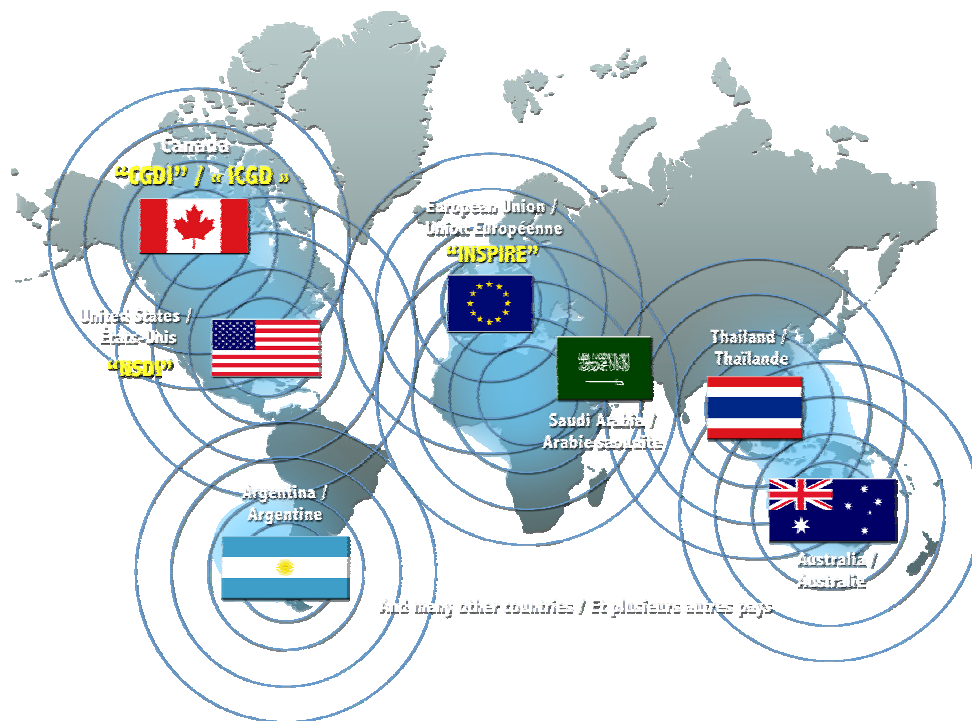 Canada
“CGDI” / « ICGD »
European Union /
Union Européenne
“INSPIRE”
United States /
États-Unis
“NSDI”
Thailand /
Thaïlande
Saudi Arabia /
Arabie saoudite
Argentina /
Argentine
Australia /
Australie
And many other countries / Et plusieurs autres pays